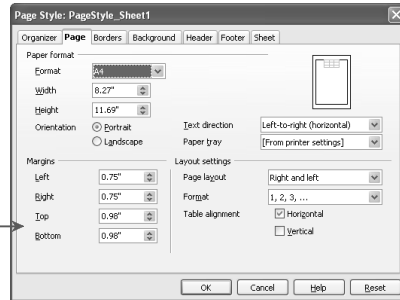 Page Style: PageStyle_Sheet1
Organizer Page Borders Background Header Footer Sheet
Paper format
Format A4
Width 8.27"
Height 11.69"
Orientation Portrait
Landscape
Text direction Left-to-right (horizontal)
Paper tray [From printer settings]
Margins
Left 0.75"
Right 0.75"
Top 0.98"
Bottom 0.98"
Layout settings
Page layout Right and left
Format 1, 2, 3, ...
Table alignment Horizontal
Vertical
OK Cancel Help Reset